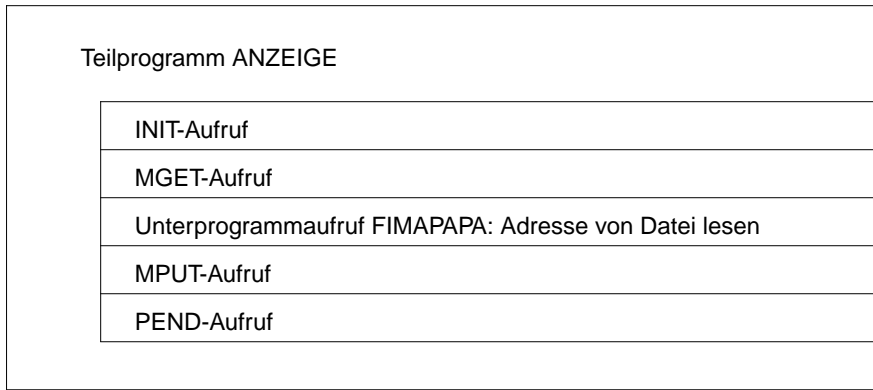 Teilprogramm ANZEIGE
INIT-Aufruf
MGET-Aufruf
Unterprogrammaufruf FIMAPAPA: Adresse von Datei lesen
MPUT-Aufruf
PEND-Aufruf